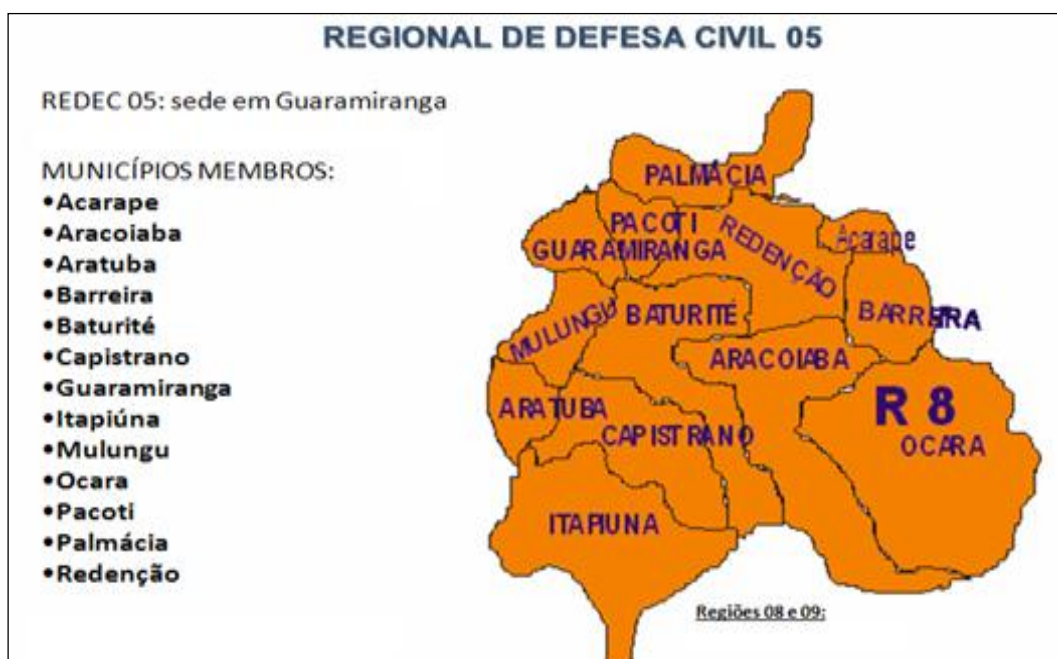 REGIONAL DE DEFESA CIVIL 05
REDEC 05: sede em Guaramiranga
MUNICÍPIOS MEMBROS:
•Acarape
•Aracoiaba
•Aratuba
•Barreira
•Baturité
•Capistrano
•Guaramiranga
•Itapiúna
•Mulungu
•Ocara
•Pacoti
•Palmácia
•Redenção
PALMÁCIA
PACOTI
REDENÇÃO
Acarape
GUARAMIRANGA
MULUNGU
BATURITÉ
BARREIRA
ARACOIABA
ARATUBA
R 8
CAPISTRANO
OCARA
ITAPIUNA
Regiões 08 e 09: